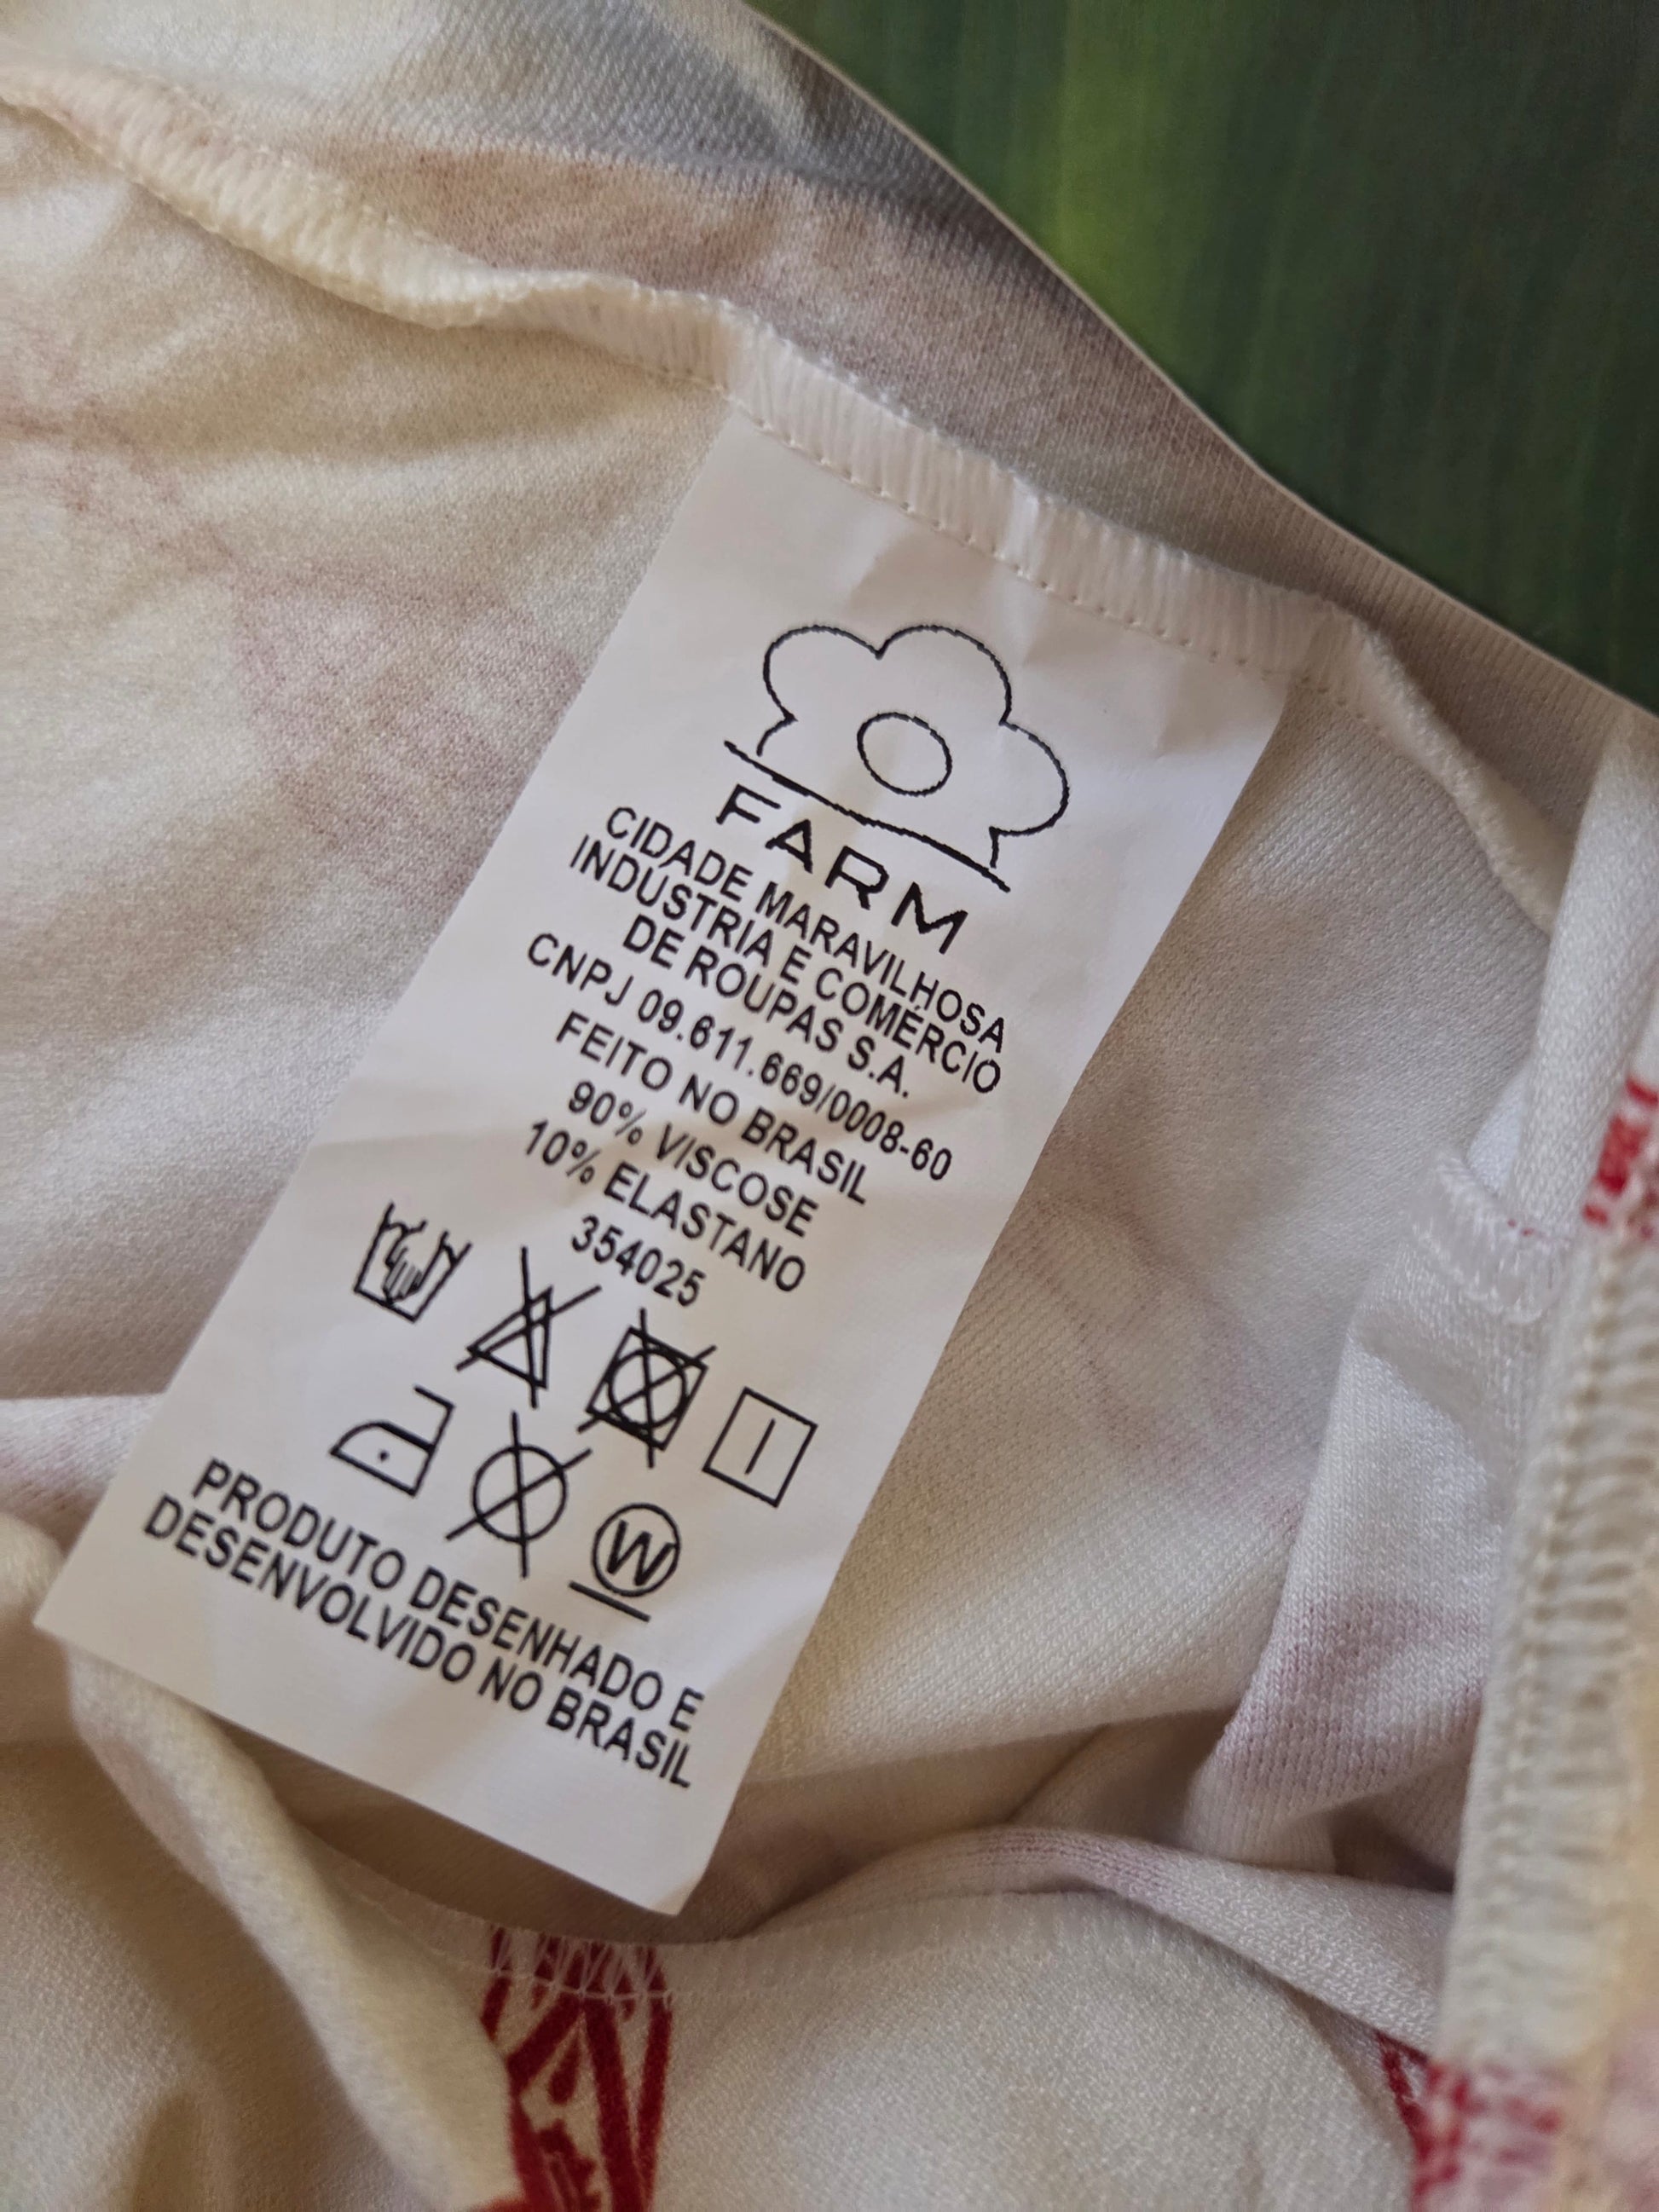 FARM
CIDADE MARAVILHOSA
INDUSTRIA E COMÉRCIO
DE ROUPAS S.A.
CNPJ 09.611.669/0008-60
FEITO NO BRASIL
90% VISCOSE
10% ELASTANO
354025
W
PRODUTO DESENHADO E
DESENVOLVIDO NO BRASIL